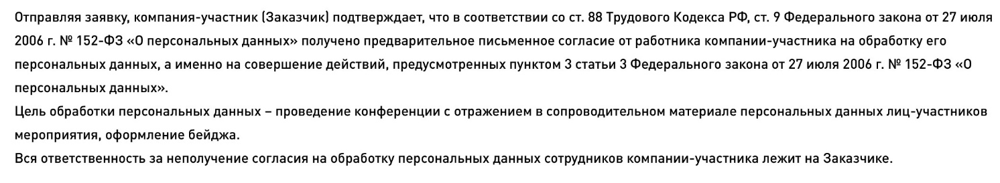 Отправляя заявку, компания-участник (Заказчик) подтверждает, что в соответствии со ст. 88 Трудового Кодекса РФ, ст. 9 Федерального закона от 27 июля
2006 г. № 152-ФЗ «О персональных данных» получено предварительное письменное согласие от работника компании-участника на обработку его
персональных данных, а именно на совершение действий, предусмотренных пунктом 3 статьи 3 Федерального закона от 27 июля 2006 г. № 152-ФЗ «О
персональных данных».
Цель обработки персональных данных – проведение конференции с отражением в сопроводительном материале персональных данных лиц-участников
мероприятия, оформление бейджа.
Вся ответственность за неполучение согласия на обработку персональных данных сотрудников компании-участника лежит на Заказчике.